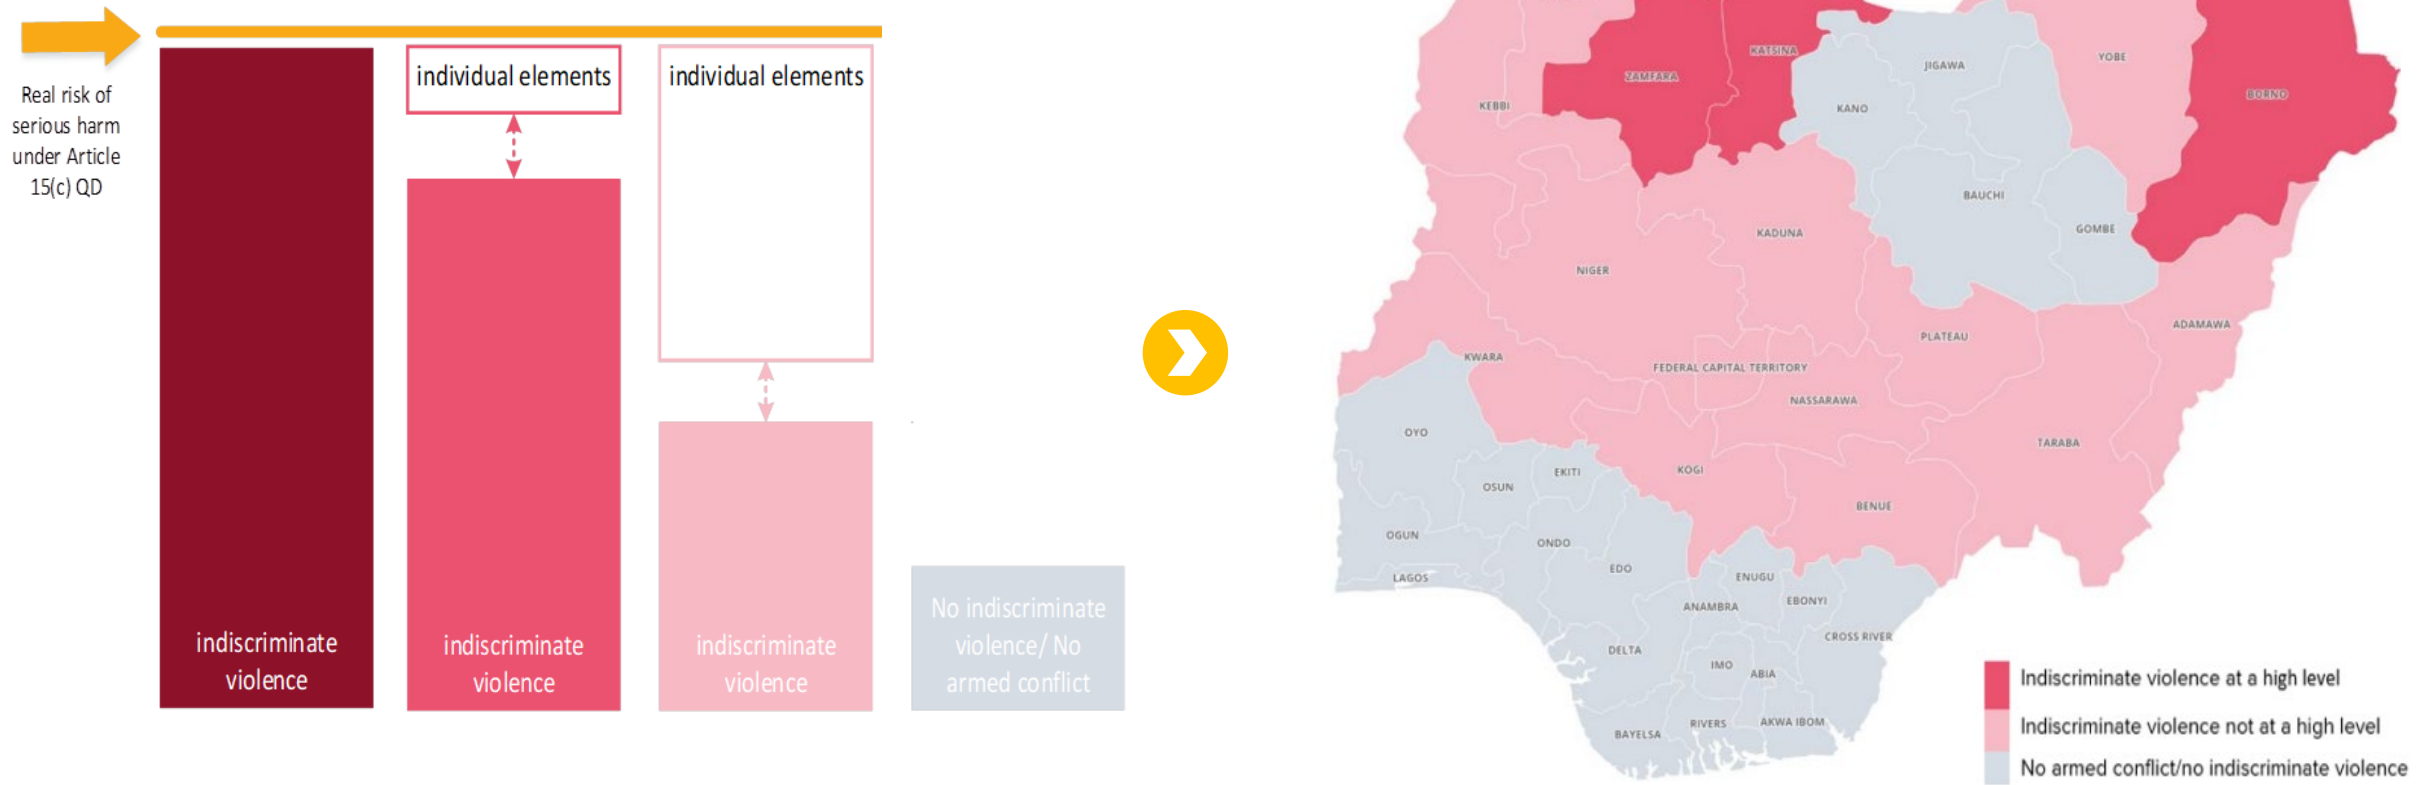 Real risk of
serious harm
under Article
15(c) QD
individual elements
individual elements
indiscriminate
violence
indiscriminate
violence
indiscriminate
violence
No indiscriminate
violence/ No
armed conflict
KATSINA
ZAMFARA
KEBBI
JIGAWA
KANO
YOBE
BORNO
BAUCHI
GOMBE
KADUNA
NIGER
PLATEAU
ADAMAWA
KWARA
FEDERAL CAPITAL TERRITORY
NASSARAWA
OYO
TARABA
OSUN
EKITI
KOGI
BENUE
OGUN
ONDO
LAGOS
EDO
ENUGU
ANAMBRA
EBONYI
CROSS RIVER
DELTA
IMO
ABIA
BAYELSA
RIVERS
AKWA IBOM
Indiscriminate violence at a high level
Indiscriminate violence not at a high level
No armed conflict/no indiscriminate violence